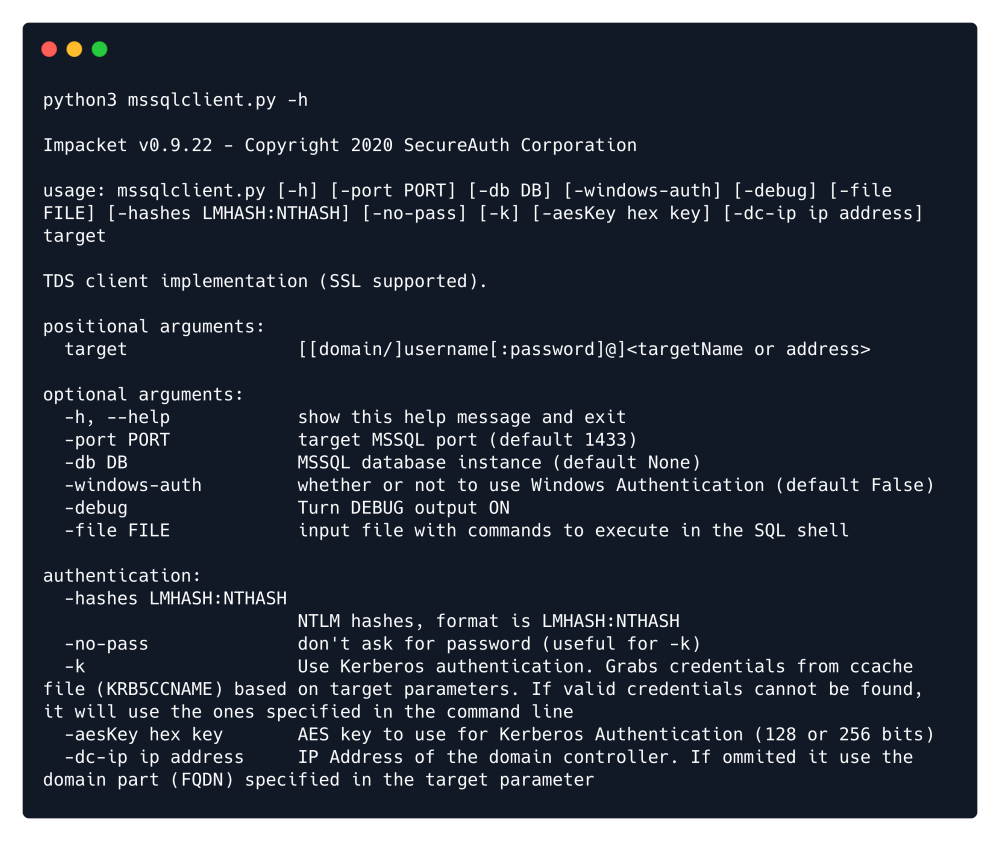 python3 mssqlclient.py -h
Impacket v0.9.22 - Copyright 2020 SecureAuth Corporation
usage: mssqlclient.py [-h] [-port PORT] [-db DB] [-windows-auth] [-debug] [-file
FILE] [-hashes LMHASH:NTHASH] [-no-pass] [-k] [-aesKey hex key] [-dc-ip ip address]
target
TDS client implementation (SSL supported).
positional arguments:
  target                [[domain/]username[:password]@]<targetName or address>
optional arguments:
  -h, --help            show this help message and exit
  -port PORT            target MSSQL port (default 1433)
  -db DB                MSSQL database instance (default None)
  -windows-auth         whether or not to use Windows Authentication (default False)
  -debug                Turn DEBUG output ON
  -file FILE            input file with commands to execute in the SQL shell
authentication:
  -hashes LMHASH:NTHASH
                        NTLM hashes, format is LMHASH:NTHASH
  -no-pass              don't ask for password (useful for -k)
  -k                    Use Kerberos authentication. Grabs credentials from ccache
file (KRB5CCNAME) based on target parameters. If valid credentials cannot be found,
it will use the ones specified in the command line
  -aesKey hex key       AES key to use for Kerberos Authentication (128 or 256 bits)
  -dc-ip ip address     IP Address of the domain controller. If ommited it use the
domain part (FQDN) specified in the target parameter